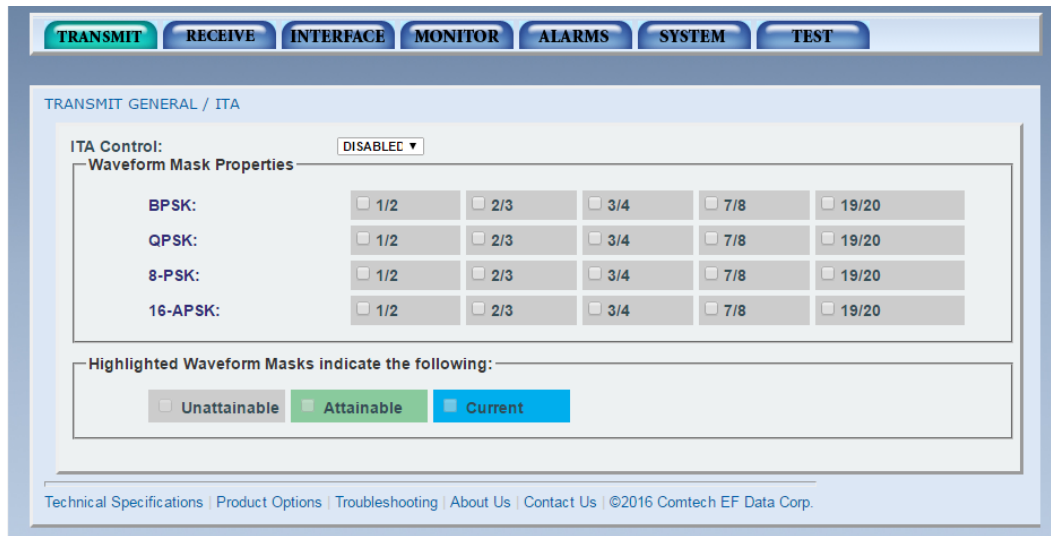 TRANSMIT RECEIVE INTERFACE MONITOR ALARMS SYSTEM TEST
TRANSMIT GENERAL / ITA
ITA Control: DISABLED
Waveform Mask Properties
BPSK: 1/2 2/3 3/4 7/8 19/20
QPSK: 1/2 2/3 3/4 7/8 19/20
8-PSK: 1/2 2/3 3/4 7/8 19/20
16-APSK: 1/2 2/3 3/4 7/8 19/20
Highlighted Waveform Masks indicate the following:
Unattainable Attainable Current
Technical Specifications | Product Options | Troubleshooting | About Us | Contact Us | ©2016 Comtech EF Data Corp.